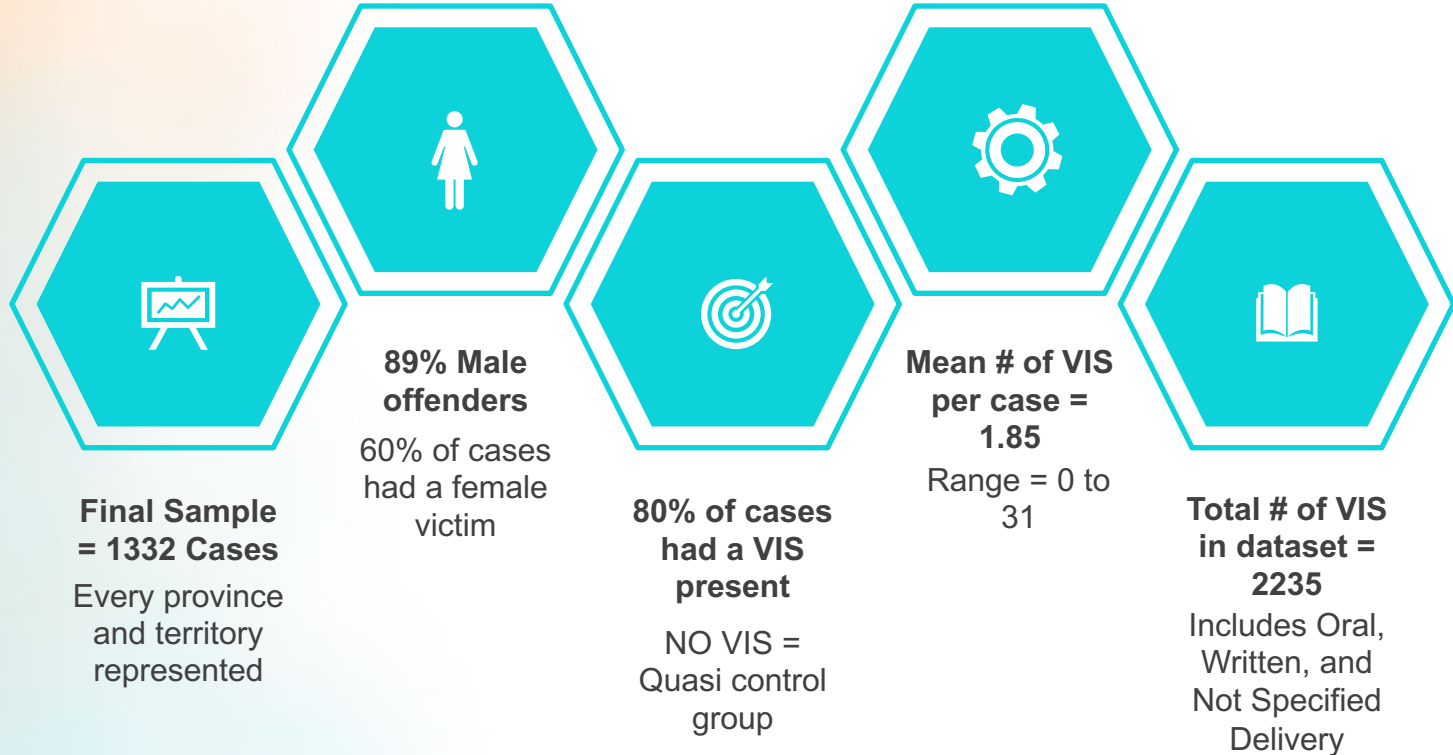 Final Sample
= 1332 Cases
Every province
and territory
represented
89% Male
offenders
60% of cases
had a female
victim
80% of cases
had a VIS
present
NO VIS =
Quasi control
group
Mean # of VIS
per case =
1.85
Range = 0 to
31
Total # of VIS
in dataset =
2235
Includes Oral,
Written, and
Not Specified
Delivery